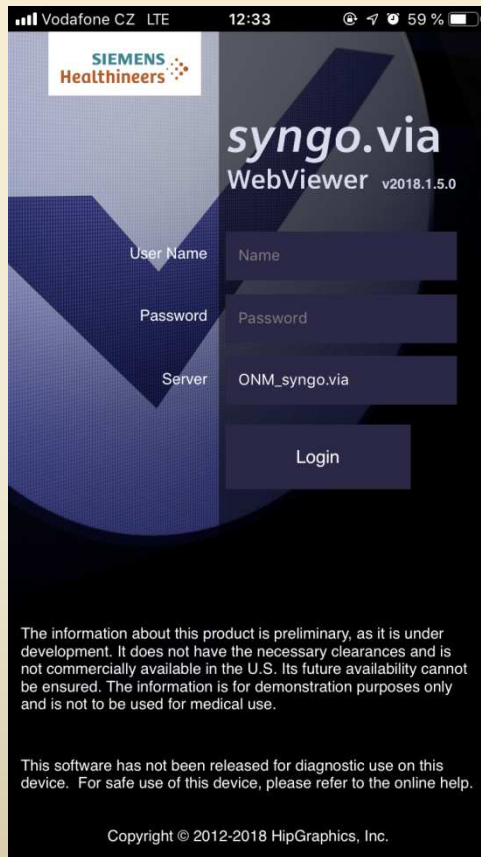 Vodafone CZ LTE 12:33 59 %
SIEMENS
Healthineers
syngo.via
WebViewer v2018.1.5.0
User Name Name
Password Password
Server ONM_syngo.via
Login
The information about this product is preliminary, as it is under
development. It does not have the necessary clearances and is
not commercially available in the U.S. Its future availability cannot
be ensured. The information is for demonstration purposes only
and is not to be used for medical use.
This software has not been released for diagnostic use on this
device. For safe use of this device, please refer to the online help.
Copyright © 2012-2018 HipGraphics, Inc.